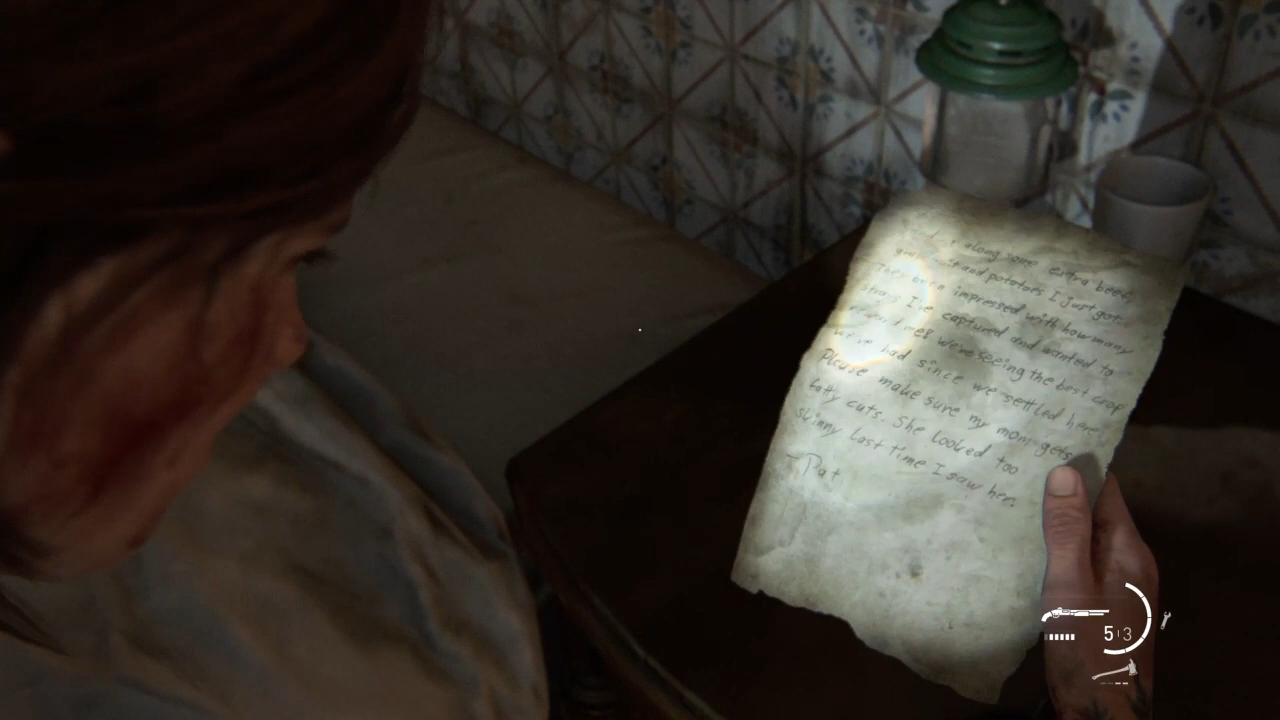 along some extra beef,
and potatoes I just got.
impressed with how many
I've captured and wanted to
we're seeing the best crop
had since we settled here.
Please make sure my mom gets
fatty cuts. She looked too
skinny last time I saw her.
-Pat
5 3